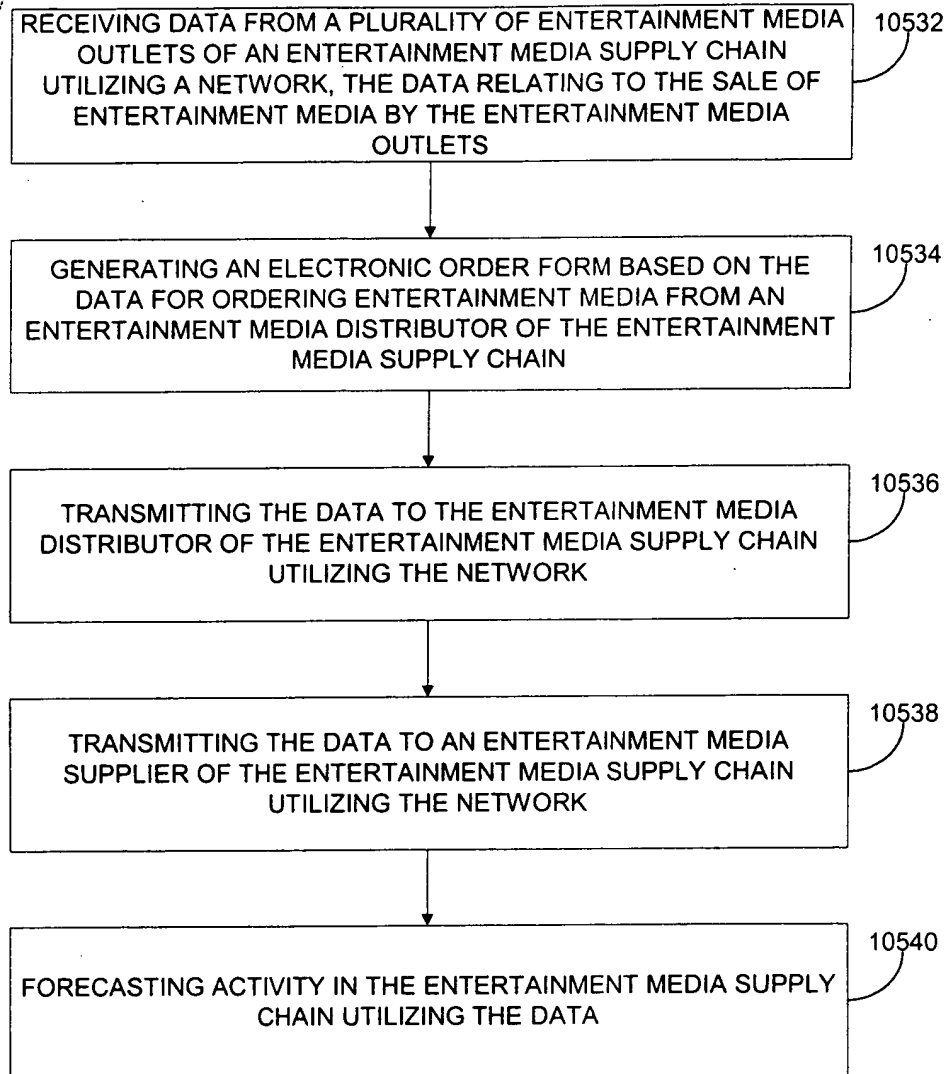 RECEIVING DATA FROM A PLURALITY OF ENTERTAINMENT MEDIA
OUTLETS OF AN ENTERTAINMENT MEDIA SUPPLY CHAIN
UTILIZING A NETWORK, THE DATA RELATING TO THE SALE OF
ENTERTAINMENT MEDIA BY THE ENTERTAINMENT MEDIA
OUTLETS
10532
GENERATING AN ELECTRONIC ORDER FORM BASED ON THE
DATA FOR ORDERING ENTERTAINMENT MEDIA FROM AN
ENTERTAINMENT MEDIA DISTRIBUTOR OF THE ENTERTAINMENT
MEDIA SUPPLY CHAIN
10534
TRANSMITTING THE DATA TO THE ENTERTAINMENT MEDIA
DISTRIBUTOR OF THE ENTERTAINMENT MEDIA SUPPLY CHAIN
UTILIZING THE NETWORK
10536
TRANSMITTING THE DATA TO AN ENTERTAINMENT MEDIA
SUPPLIER OF THE ENTERTAINMENT MEDIA SUPPLY CHAIN
UTILIZING THE NETWORK
10538
FORECASTING ACTIVITY IN THE ENTERTAINMENT MEDIA SUPPLY
CHAIN UTILIZING THE DATA
10540